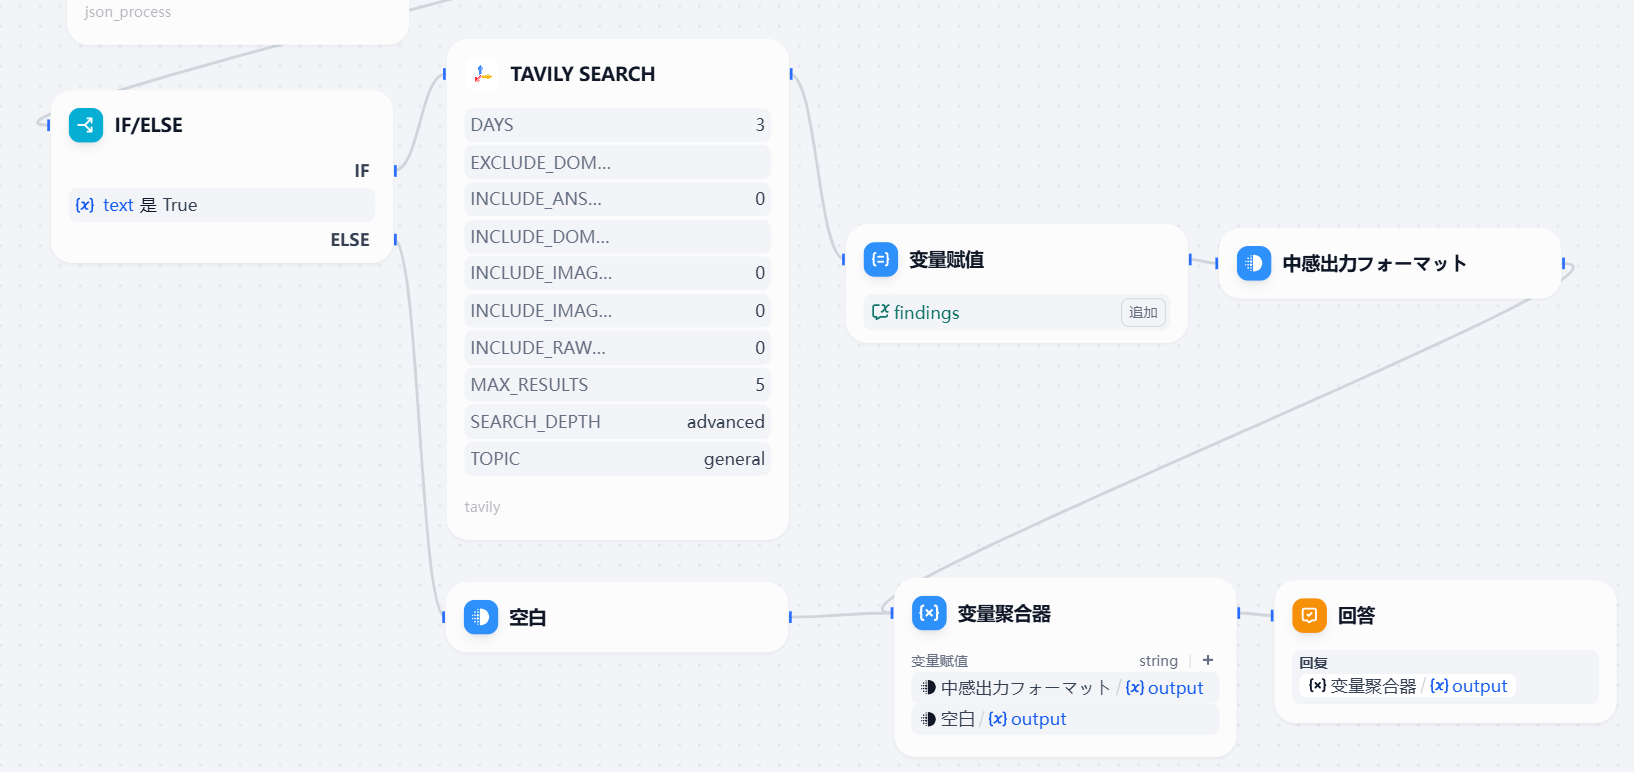 json_process
IF/ELSE
IF
{x} text 是 True
ELSE
TAVILY SEARCH
DAYS 3
EXCLUDE_DOM...
INCLUDE_ANS... 0
INCLUDE_DOM...
INCLUDE_IMAG... 0
INCLUDE_IMAG... 0
INCLUDE_RAW... 0
MAX_RESULTS 5
SEARCH_DEPTH advanced
TOPIC general
tavily
变量赋值
findings 追加
中感出力フォーマット
空白
变量聚合器
变量赋值 string +
中感出力フォーマット / {x} output
空白 / {x} output
回答
回复
{x} 变量聚合器 / {x} output